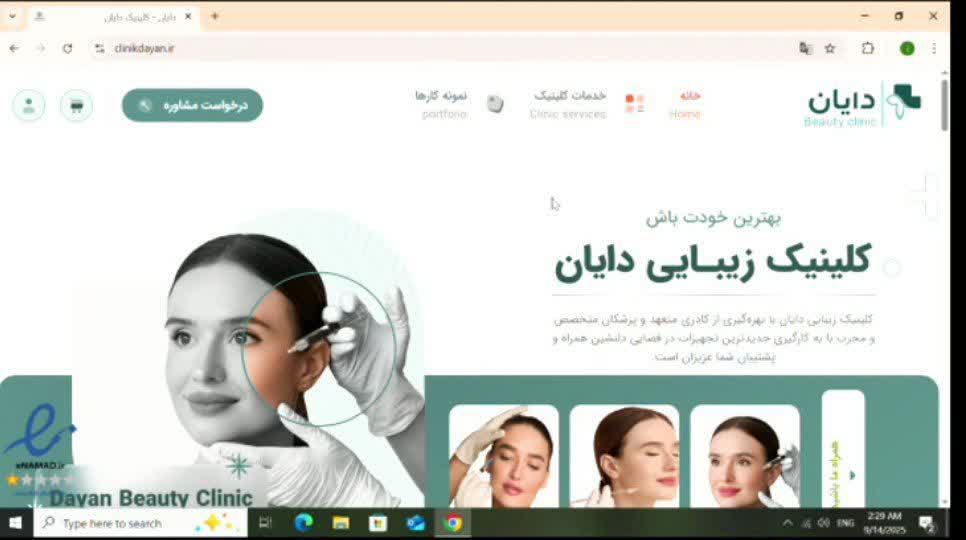 دایان - کلینیک دایان
clinikdayan.ir
دایان
Beauty clinic
خانه
Home
خدمات کلینیک
Clinic services
نمونه کارها
portfolio
درخواست مشاوره
بهترین خودت باش
کلینیک زیبـایی دایان
کلینیک زیبایی دایان با بهره‌گیری از کادری متعهد و پزشکان متخصص
و مجرب با به کارگیری جدیدترین تجهیزات در فضایی دلنشین همراه و
پشتیبان شما عزیزان است.
همراه ما باشید
eNAMAD.ir
Dayan Beauty Clinic
Type here to search
ENG
2:29 AM
9/14/2025
2